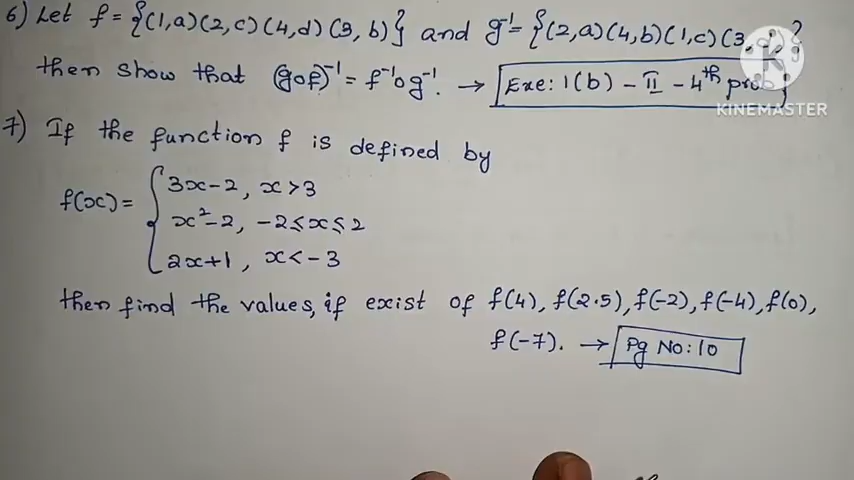 6) Let f = {(1,a)(2,c)(4,d)(3,b)} and g⁻¹ = {(2,a)(4,b)(1,c)(3,
then show that (gof)⁻¹ = f⁻¹og⁻¹. → Exe: 1(b) - II - 4th prob
KINEMASTER
7) If the function f is defined by
f(x) = { 3x-2, x>3
x²-2, -2≤x≤2
2x+1, x<-3
then find the values, if exist of f(4), f(2.5), f(-2), f(-4), f(0),
f(-7). → Pg No: 10